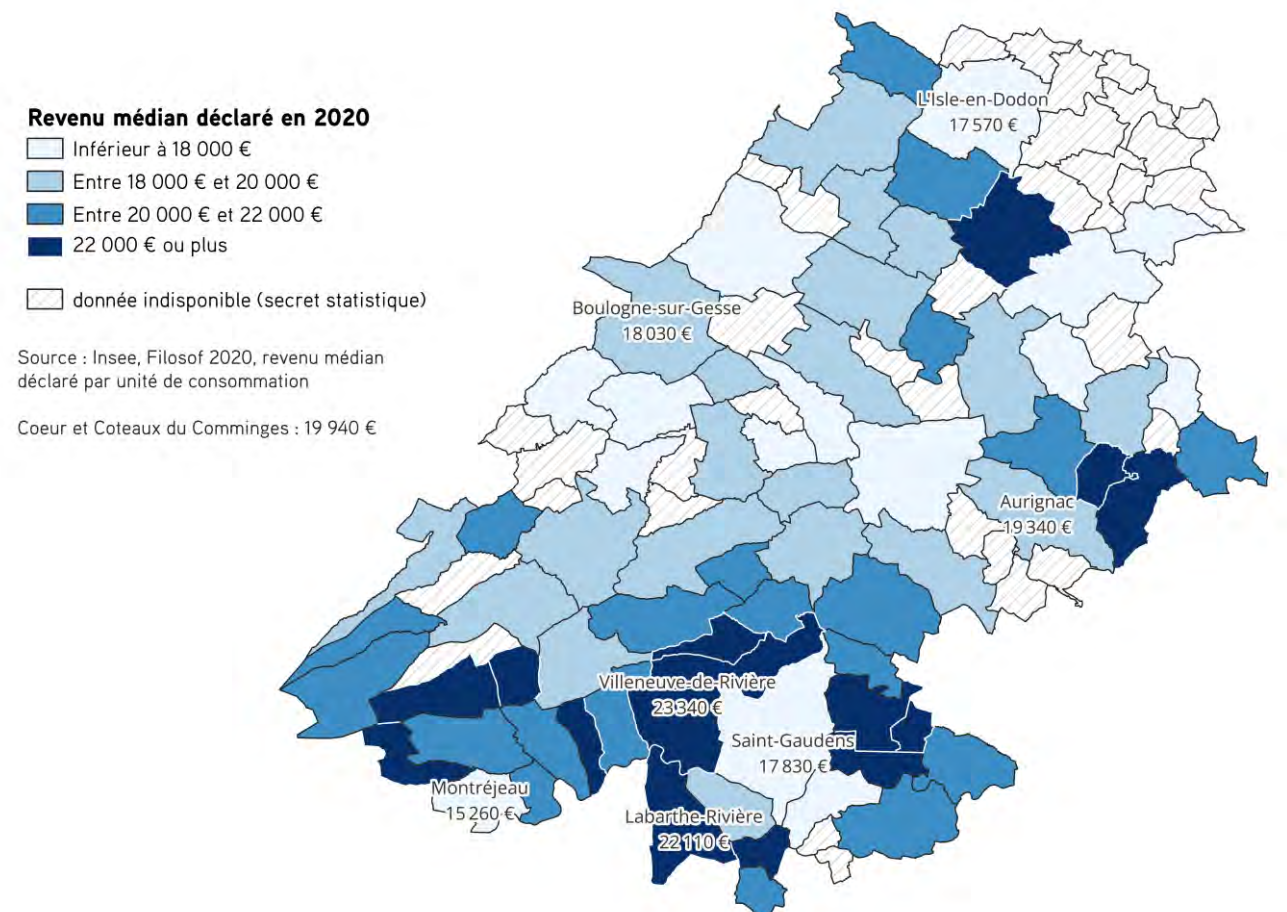 Revenu médian déclaré en 2020
Inférieur à 18 000 €
Entre 18 000 € et 20 000 €
Entre 20 000 € et 22 000 €
22 000 € ou plus
donnée indisponible (secret statistique)
Source : Insee, Filosof 2020, revenu médian
déclaré par unité de consommation
Coeur et Coteaux du Comminges : 19 940 €
L'Isle-en-Dodon
17 570 €
Boulogne-sur-Gesse
18 030 €
Aurignac
19 340 €
Villeneuve-de-Rivière
23 340 €
Saint-Gaudens
17 830 €
Montréjeau
15 260 €
Labarthe-Rivière
22 110 €